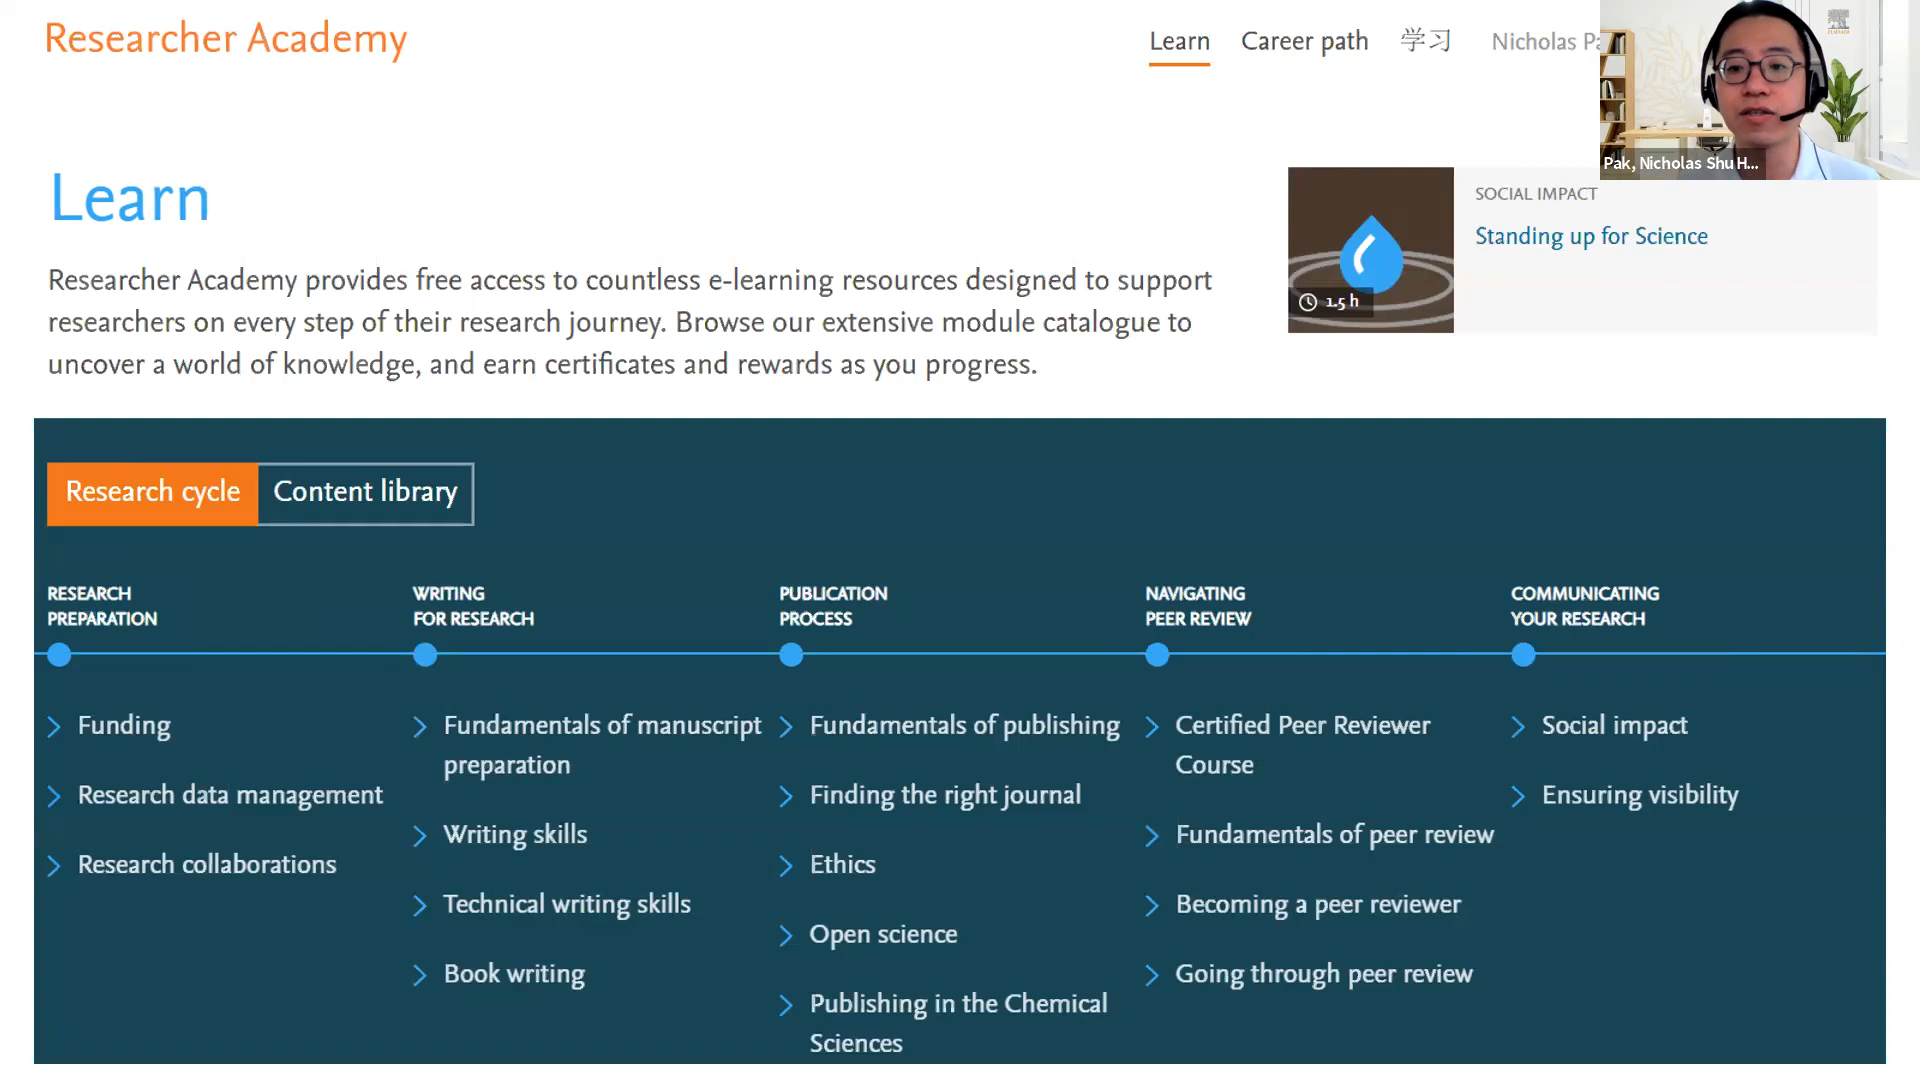 Researcher Academy
Learn
Career path
学习
Nicholas
Pak, Nicholas Shu H...
ELSEVIER
Learn
Researcher Academy provides free access to countless e-learning resources designed to support
researchers on every step of their research journey. Browse our extensive module catalogue to
uncover a world of knowledge, and earn certificates and rewards as you progress.
1.5 h
SOCIAL IMPACT
Standing up for Science
Research cycle
Content library
RESEARCH
PREPARATION
Funding
Research data management
Research collaborations
WRITING
FOR RESEARCH
Fundamentals of manuscript
preparation
Writing skills
Technical writing skills
Book writing
PUBLICATION
PROCESS
Fundamentals of publishing
Finding the right journal
Ethics
Open science
Publishing in the Chemical
Sciences
NAVIGATING
PEER REVIEW
Certified Peer Reviewer
Course
Fundamentals of peer review
Becoming a peer reviewer
Going through peer review
COMMUNICATING
YOUR RESEARCH
Social impact
Ensuring visibility